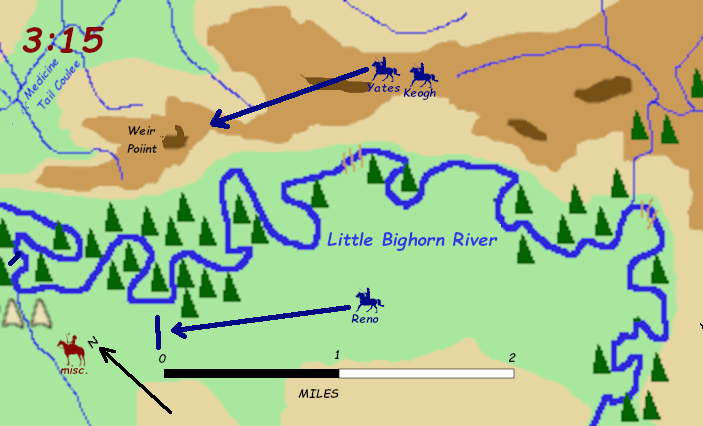 3:15
Medicine
Tail Coulee
Yates
Keogh
Weir
Poiint
Little Bighorn River
Reno
misc.
N
0 1 2
MILES